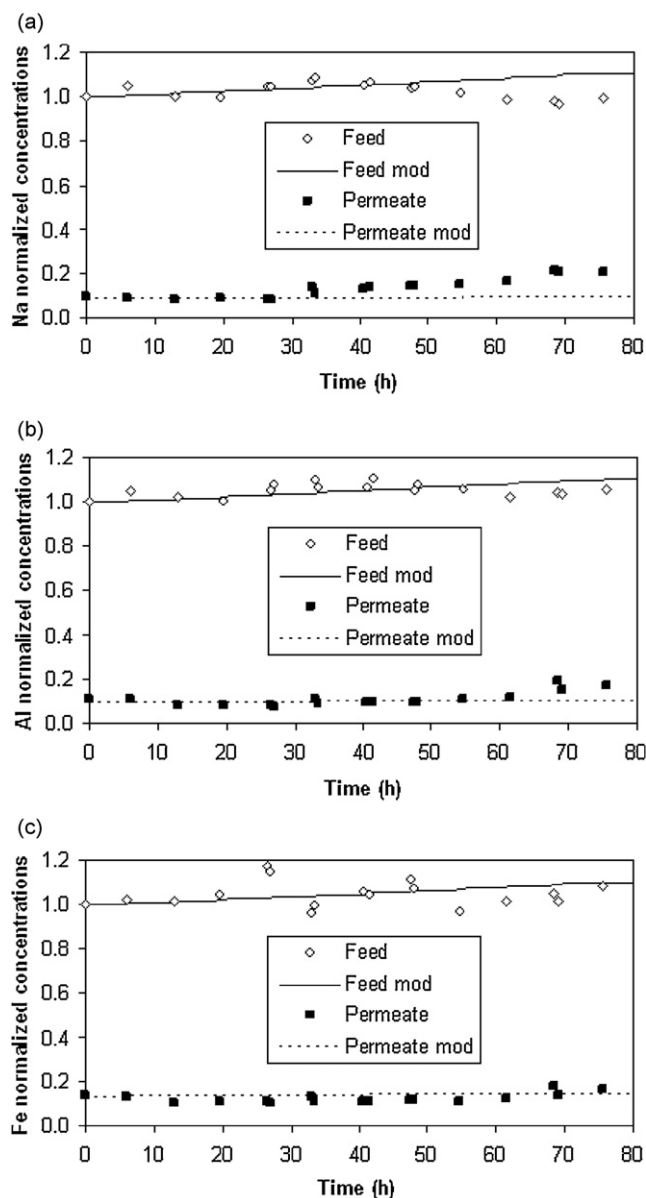 (a)
Na normalized concentrations
1.2
1.0
0.8
0.6
0.4
0.2
0.0
Feed
Feed mod
Permeate
Permeate mod
0 10 20 30 40 50 60 70 80
Time (h)
(b)
Al normalized concentrations
1.2
1.0
0.8
0.6
0.4
0.2
0.0
Feed
Feed mod
Permeate
Permeate mod
0 10 20 30 40 50 60 70 80
Time (h)
(c)
Fe normalized concentrations
1.2
1.0
0.8
0.6
0.4
0.2
0.0
Feed
Feed mod
Permeate
Permeate mod
0 10 20 30 40 50 60 70 80
Time (h)